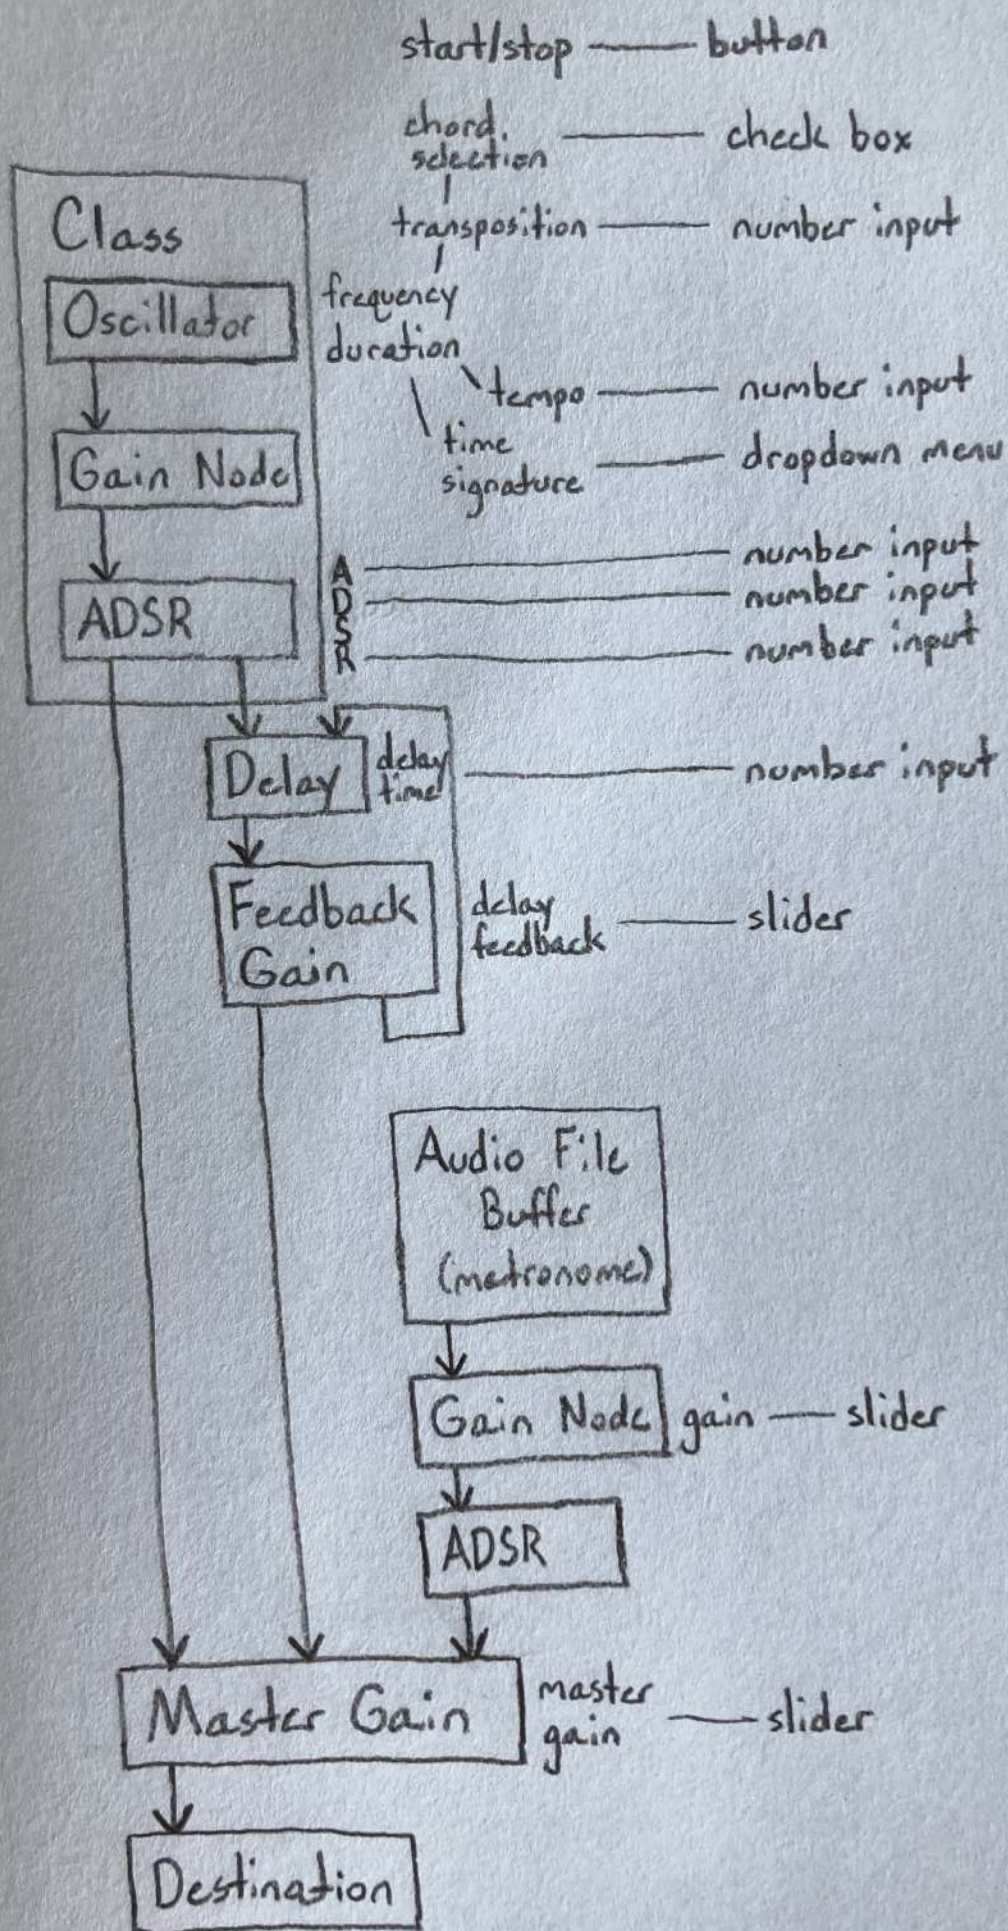 start/stop button
chord.
selection
check box
transposition number input
Class
Oscillator
frequency
duration
tempo number input
time
signature
dropdown menu
Gain Node
A number input
D number input
S
R number input
ADSR
Delay
delay
time
number input
Feedback
Gain
delay
feedback
slider
Audio File
Buffer
(metronome)
Gain Node gain slider
ADSR
Master Gain
master
gain
slider
Destination